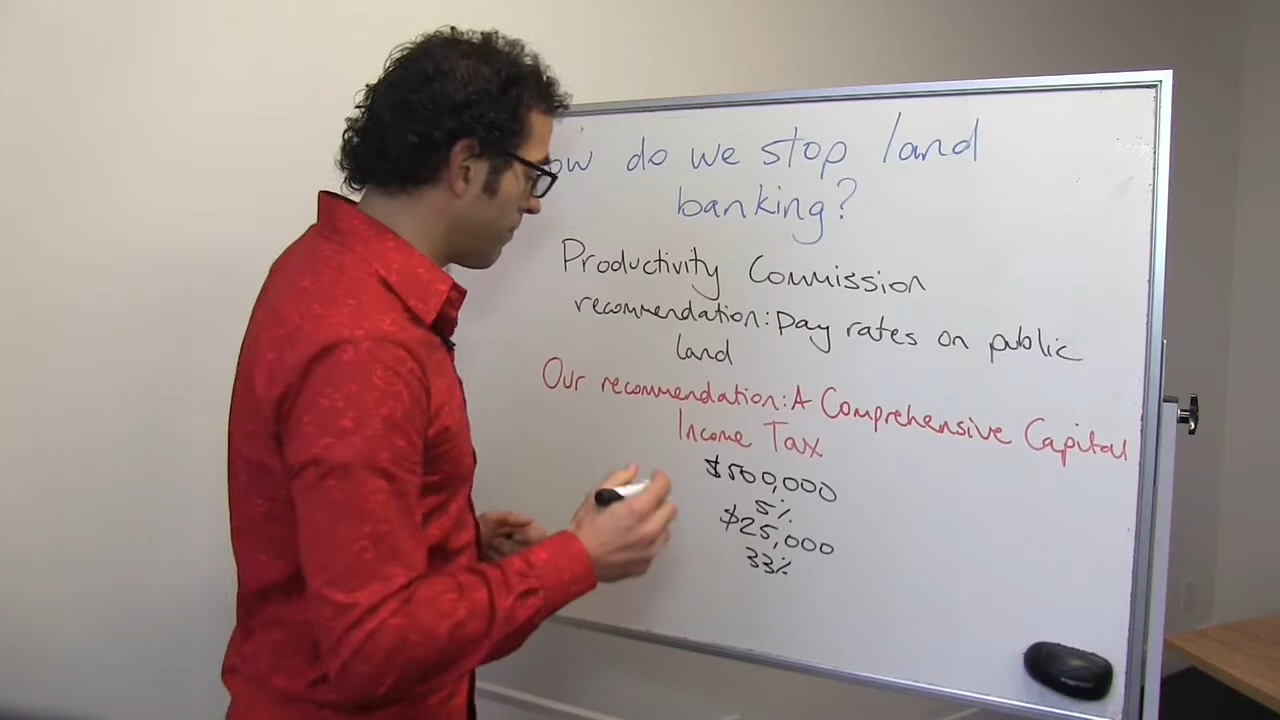 ow do we stop land
banking?
Productivity Commission
recommendation: Pay rates on public
land
Our recommendation: A Comprehensive Capital
Income Tax
$500,000
5%
$25,000
33%